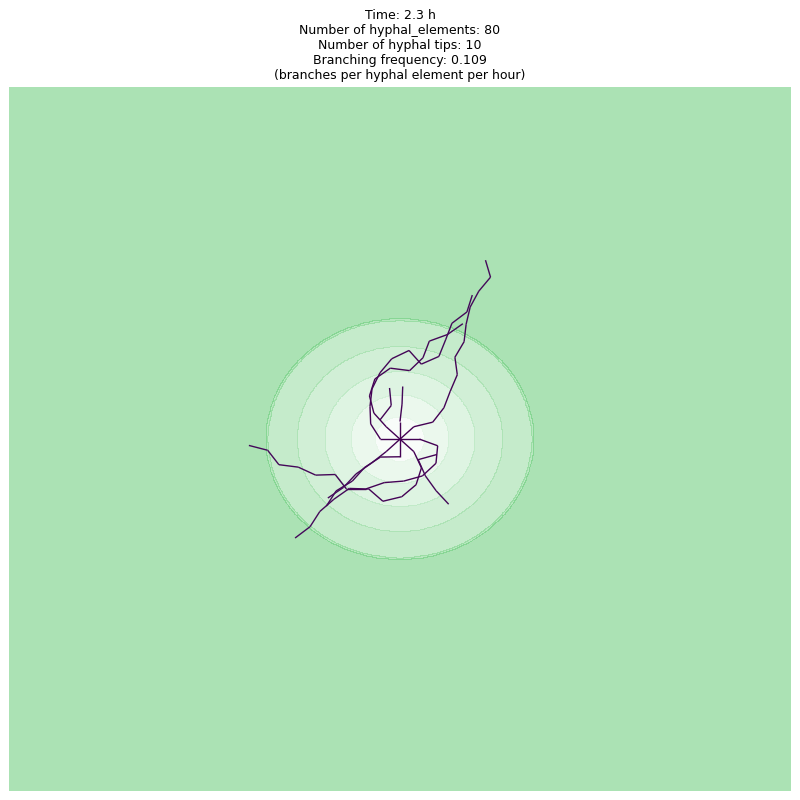 Time: 2.3 h
Number of hyphal_elements: 80
Number of hyphal tips: 10
Branching frequency: 0.109
(branches per hyphal element per hour)